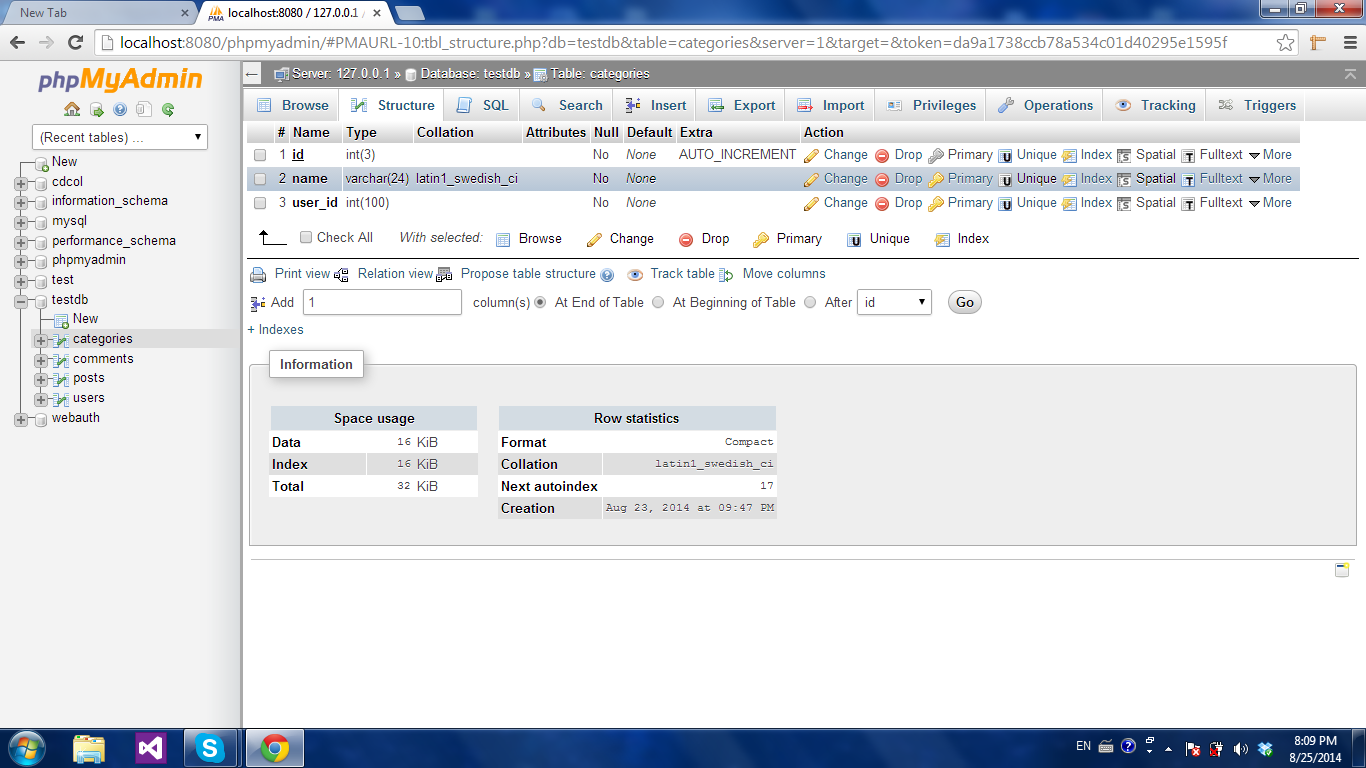 New Tab
localhost:8080 / 127.0.0.1 /
localhost:8080/phpmyadmin/#PMAURL-10:tbl_structure.php?db=testdb&table=categories&server=1&target=&token=da9a1738ccb78a534c01d40295e1595f
phpMyAdmin
(Recent tables) ...
New
cdcol
information_schema
mysql
performance_schema
phpmyadmin
test
testdb
New
categories
comments
posts
users
webauth
Server: 127.0.0.1 » Database: testdb » Table: categories
Browse Structure SQL Search Insert Export Import Privileges Operations Tracking Triggers
# Name Type Collation Attributes Null Default Extra Action
1 id int(3) No None AUTO_INCREMENT Change Drop Primary Unique Index Spatial Fulltext More
2 name varchar(24) latin1_swedish_ci No None Change Drop Primary Unique Index Spatial Fulltext More
3 user_id int(100) No None Change Drop Primary Unique Index Spatial Fulltext More
Check All With selected: Browse Change Drop Primary Unique Index
Print view Relation view Propose table structure Track table Move columns
Add 1 column(s) At End of Table At Beginning of Table After id Go
+ Indexes
Information
Space usage
Data 16 KiB
Index 16 KiB
Total 32 KiB
Row statistics
Format Compact
Collation latin1_swedish_ci
Next autoindex 17
Creation Aug 23, 2014 at 09:47 PM
EN
8:09 PM
8/25/2014